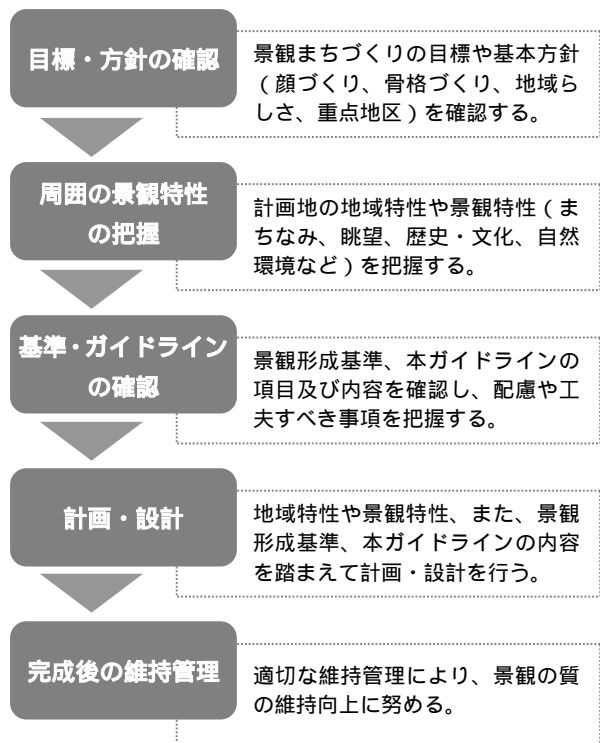 目標・方針の確認
景観まちづくりの目標や基本方針
（顔づくり、骨格づくり、地域ら
しさ、重点地区）を確認する。
周囲の景観特性
の把握
計画地の地域特性や景観特性（ま
ちなみ、眺望、歴史・文化、自然
環境など）を把握する。
基準・ガイドライン
の確認
景観形成基準、本ガイドラインの
項目及び内容を確認し、配慮や工
夫すべき事項を把握する。
計画・設計
地域特性や景観特性、また、景観
形成基準、本ガイドラインの内容
を踏まえて計画・設計を行う。
完成後の維持管理
適切な維持管理により、景観の質
の維持向上に努める。